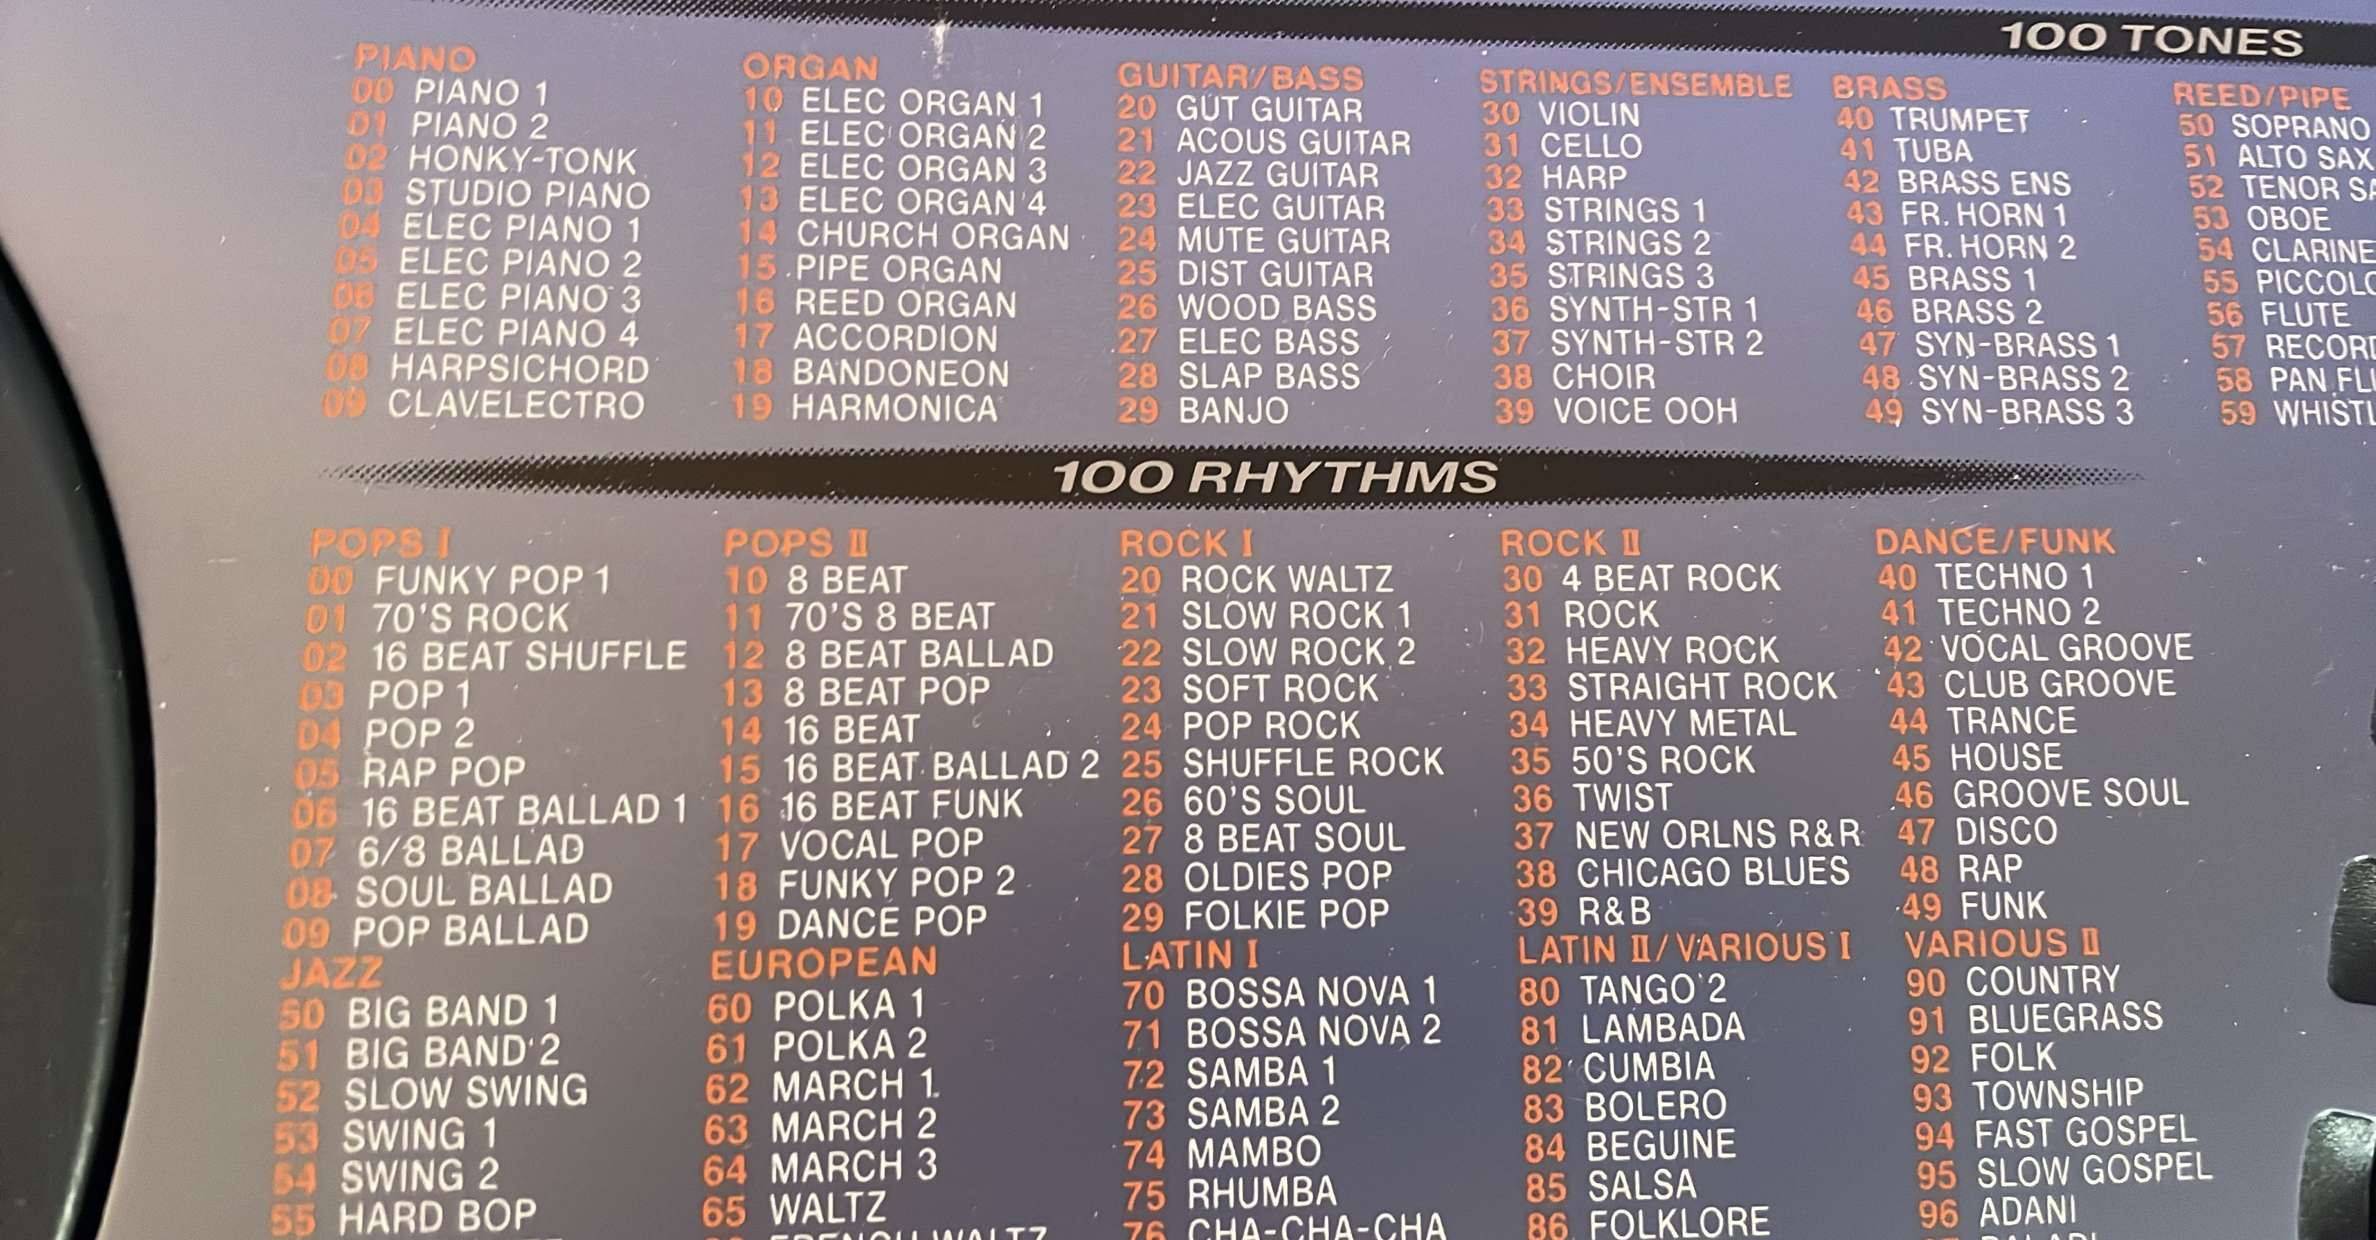 100 TONES
PIANO
00 PIANO 1
01 PIANO 2
02 HONKY-TONK
03 STUDIO PIANO
04 ELEC PIANO 1
05 ELEC PIANO 2
06 ELEC PIANO 3
07 ELEC PIANO 4
08 HARPSICHORD
09 CLAV.ELECTRO
ORGAN
10 ELEC ORGAN 1
11 ELEC ORGAN 2
12 ELEC ORGAN 3
13 ELEC ORGAN 4
14 CHURCH ORGAN
15 PIPE ORGAN
16 REED ORGAN
17 ACCORDION
18 BANDONEON
19 HARMONICA
GUITAR/BASS
20 GUT GUITAR
21 ACOUS GUITAR
22 JAZZ GUITAR
23 ELEC GUITAR
24 MUTE GUITAR
25 DIST GUITAR
26 WOOD BASS
27 ELEC BASS
28 SLAP BASS
29 BANJO
STRINGS/ENSEMBLE
30 VIOLIN
31 CELLO
32 HARP
33 STRINGS 1
34 STRINGS 2
35 STRINGS 3
36 SYNTH-STR 1
37 SYNTH-STR 2
38 CHOIR
39 VOICE OOH
BRASS
40 TRUMPET
41 TUBA
42 BRASS ENS
43 FR. HORN 1
44 FR. HORN 2
45 BRASS 1
46 BRASS 2
47 SYN-BRASS 1
48 SYN-BRASS 2
49 SYN-BRASS 3
REED/PIPE
50 SOPRANO
51 ALTO SAX
52 TENOR
53 OBOE
54
55
56 FLUTE
57
58 PAN
59
100 RHYTHMS
POPS I
00 FUNKY POP 1
01 70'S ROCK
02 16 BEAT SHUFFLE
03 POP 1
04 POP 2
05 RAP POP
06 16 BEAT BALLAD 1
07 6/8 BALLAD
08 SOUL BALLAD
09 POP BALLAD
POPS II
10 8 BEAT
11 70'S 8 BEAT
12 8 BEAT BALLAD
13 8 BEAT POP
14 16 BEAT
15 16 BEAT BALLAD 2
16 16 BEAT FUNK
17 VOCAL POP
18 FUNKY POP 2
19 DANCE POP
ROCK I
20 ROCK WALTZ
21 SLOW ROCK 1
22 SLOW ROCK 2
23 SOFT ROCK
24 POP ROCK
25 SHUFFLE ROCK
26 60'S SOUL
27 8 BEAT SOUL
28 OLDIES POP
29 FOLKIE POP
ROCK II
30 4 BEAT ROCK
31 ROCK
32 HEAVY ROCK
33 STRAIGHT ROCK
34 HEAVY METAL
35 50'S ROCK
36 TWIST
37 NEW ORLNS R&R
38 CHICAGO BLUES
39 R&B
DANCE/FUNK
40 TECHNO 1
41 TECHNO 2
42 VOCAL GROOVE
43 CLUB GROOVE
44 TRANCE
45 HOUSE
46 GROOVE SOUL
47 DISCO
48 RAP
49 FUNK
JAZZ
50 BIG BAND 1
51 BIG BAND 2
52 SLOW SWING
53 SWING 1
54 SWING 2
55 HARD BOP
EUROPEAN
60 POLKA 1
61 POLKA 2
62 MARCH 1
63 MARCH 2
64 MARCH 3
65 WALTZ
FRENCH WALTZ
LATIN I
70 BOSSA NOVA 1
71 BOSSA NOVA 2
72 SAMBA 1
73 SAMBA 2
74 MAMBO
75 RHUMBA
76 CHA-CHA-CHA
LATIN II/VARIOUS I
80 TANGO 2
81 LAMBADA
82 CUMBIA
83 BOLERO
84 BEGUINE
85 SALSA
86 FOLKLORE
VARIOUS II
90 COUNTRY
91 BLUEGRASS
92 FOLK
93 TOWNSHIP
94 FAST GOSPEL
95 SLOW GOSPEL
96 ADANI